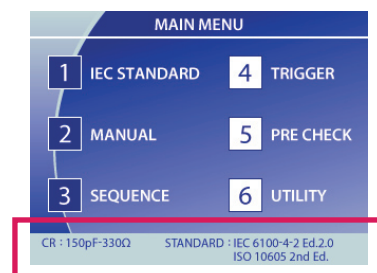 MAIN MENU
1 IEC STANDARD
4 TRIGGER
2 MANUAL
5 PRE CHECK
3 SEQUENCE
6 UTILITY
CR : 150pF-330Ω STANDARD : IEC 6100-4-2 Ed.2.0
ISO 10605 2nd Ed.